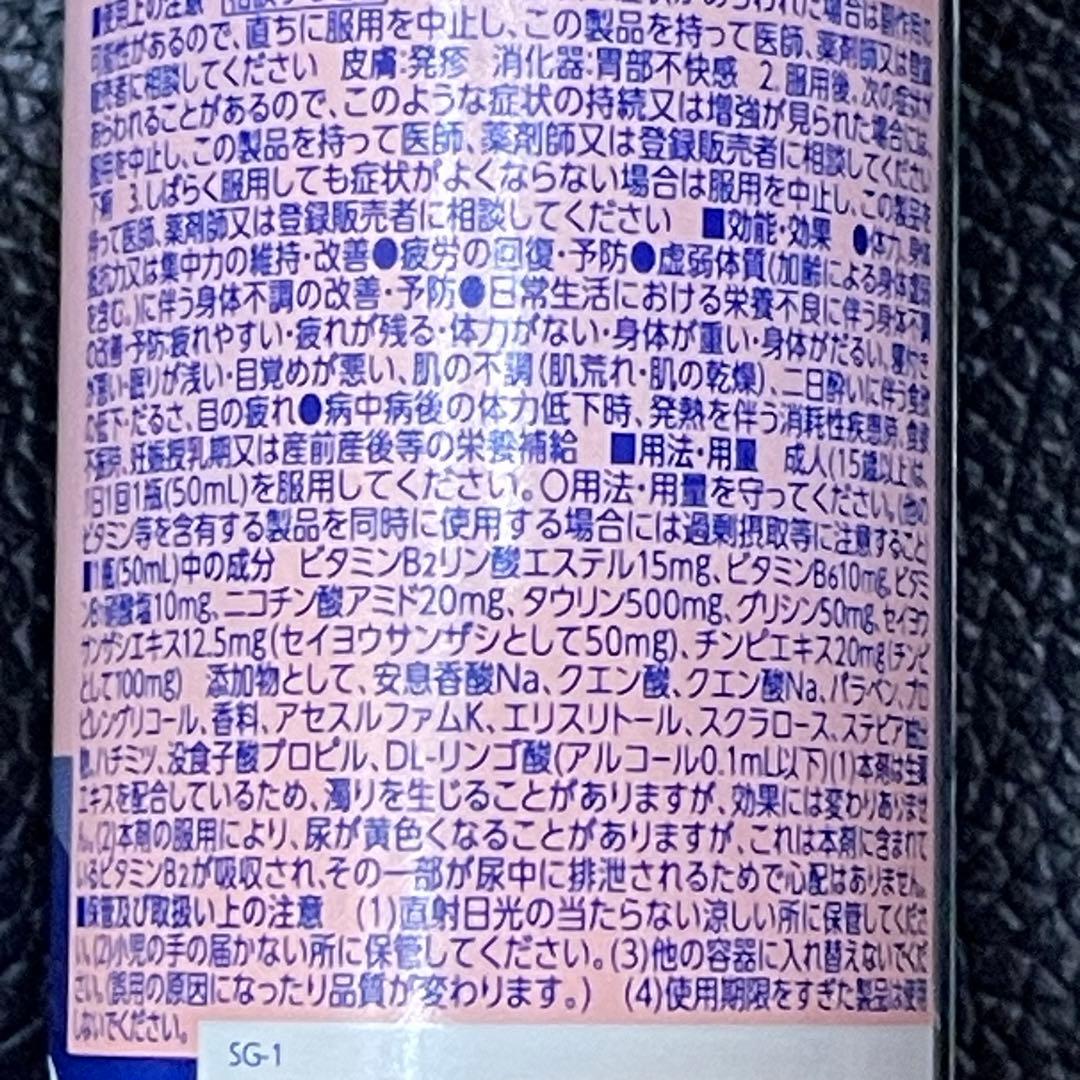 ■使用上の注意
可能性があるので、直ちに服用を中止し、この製品を持って医師、薬剤師又は登録
販売者に相談してください 皮膚:発疹 消化器:胃部不快感 2. 服用後、次の症状が
あらわれることがあるので、このような症状の持続又は増強が見られた場合には、
服用を中止し、この製品を持って医師、薬剤師又は登録販売者に相談してください
下痢 3. しばらく服用しても症状がよくならない場合は服用を中止し、この製品を
持って医師、薬剤師又は登録販売者に相談してください ■効能・効果 ●体力、身体
抵抗力又は集中力の維持・改善●疲労の回復・予防●虚弱体質(加齢による身体虚弱
を含む。)に伴う身体不調の改善・予防●日常生活における栄養不良に伴う身体不調
の改善・予防:疲れやすい・疲れが残る・体力がない・身体が重い・身体がだるい、寝付き
が悪い・眠りが浅い・目覚めが悪い、肌の不調(肌荒れ・肌の乾燥)、二日酔いに伴う食欲
の低下・だるさ、目の疲れ●病中病後の体力低下時、発熱を伴う消耗性疾患時、食欲
不振時、妊娠授乳期又は産前産後等の栄養補給 ■用法・用量 成人(15歳以上)は、
1日1回1瓶(50mL)を服用してください。〇用法・用量を守ってください。(他の
ビタミン等を含有する製品を同時に使用する場合には過剰摂取等に注意すること
■1瓶(50mL)中の成分 ビタミンB2リン酸エステル15mg、ビタミンB610mg、ビタミ
ンB1硝酸塩10mg、ニコチン酸アミド20mg、タウリン500mg、グリシン50mg、セイヨウ
サンザシエキス12.5mg(セイヨウサンザシとして50mg)、チンピエキス20mg(チンピ
として100mg) 添加物として、安息香酸Na、クエン酸、クエン酸Na、パラベン、プロ
ピレングリコール、香料、アセスルファムK、エリスリトール、スクラロース、ステビア抽出
物、ハチミツ、没食子酸プロピル、DL-リンゴ酸(アルコール0.1mL以下)(1)本剤は生薬
エキスを配合しているため、濁りを生じることがありますが、効果には変わりありませ
ん。(2)本剤の服用により、尿が黄色くなることがありますが、これは本剤に含まれて
いるビタミンB2が吸収され、その一部が尿中に排泄されるためで心配はありません。
■保管及び取扱い上の注意 (1)直射日光の当たらない涼しい所に保管してくださ
い。(2)小児の手の届かない所に保管してください。(3)他の容器に入れ替えないでくだ
さい。(誤用の原因になったり品質が変わります。) (4)使用期限をすぎた製品は使用
しないでください。
SG-1